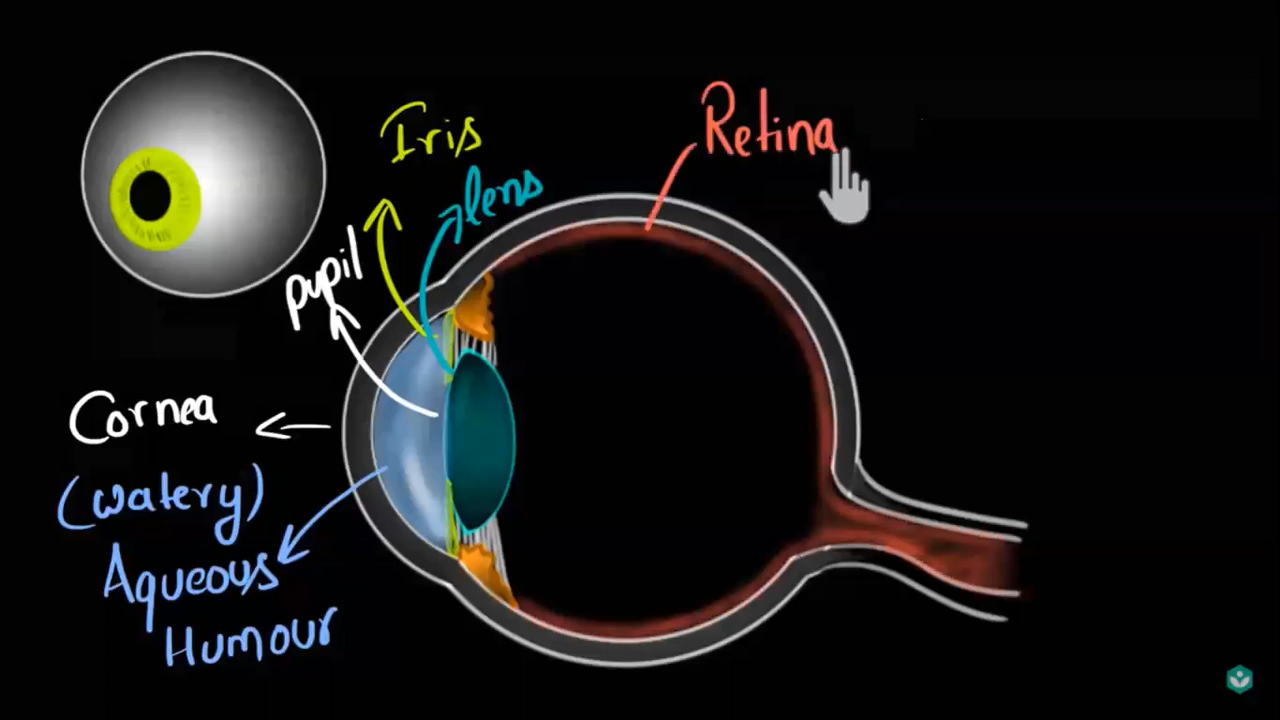 Retina
Iris
lens
pupil
Cornea
(watery)
Aqueous
Humour